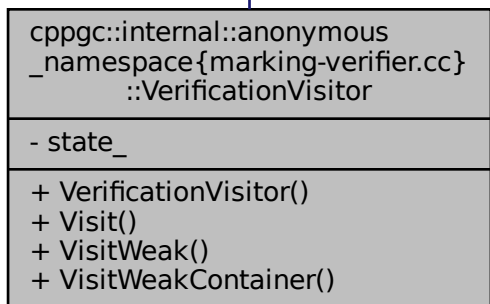 cppgc::internal::anonymous
_namespace{marking-verifier.cc}
::VerificationVisitor
- state_
+ VerificationVisitor()
+ Visit()
+ VisitWeak()
+ VisitWeakContainer()